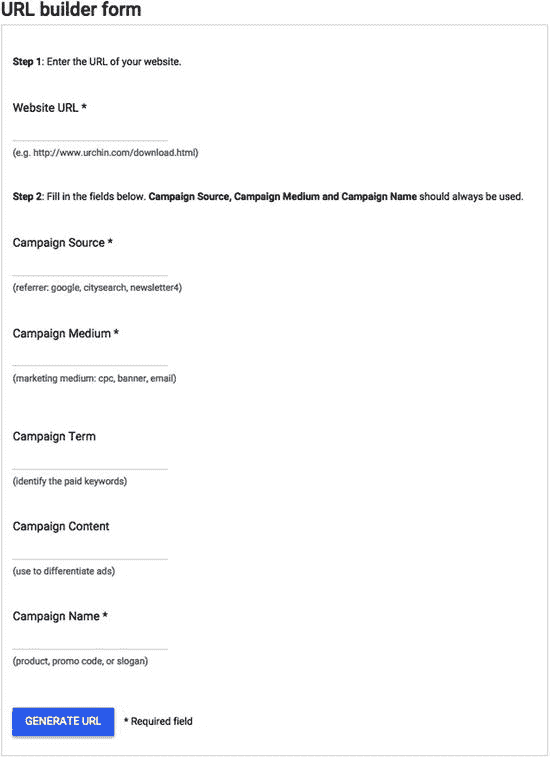 URL builder form
Step 1: Enter the URL of your website.
Website URL *
(e.g. http://www.urchin.com/download.html)
Step 2: Fill in the fields below. Campaign Source, Campaign Medium and Campaign Name should always be used.
Campaign Source *
(referrer: google, citysearch, newsletter4)
Campaign Medium *
(marketing medium: cpc, banner, email)
Campaign Term
(identify the paid keywords)
Campaign Content
(use to differentiate ads)
Campaign Name *
(product, promo code, or slogan)
GENERATE URL * Required field